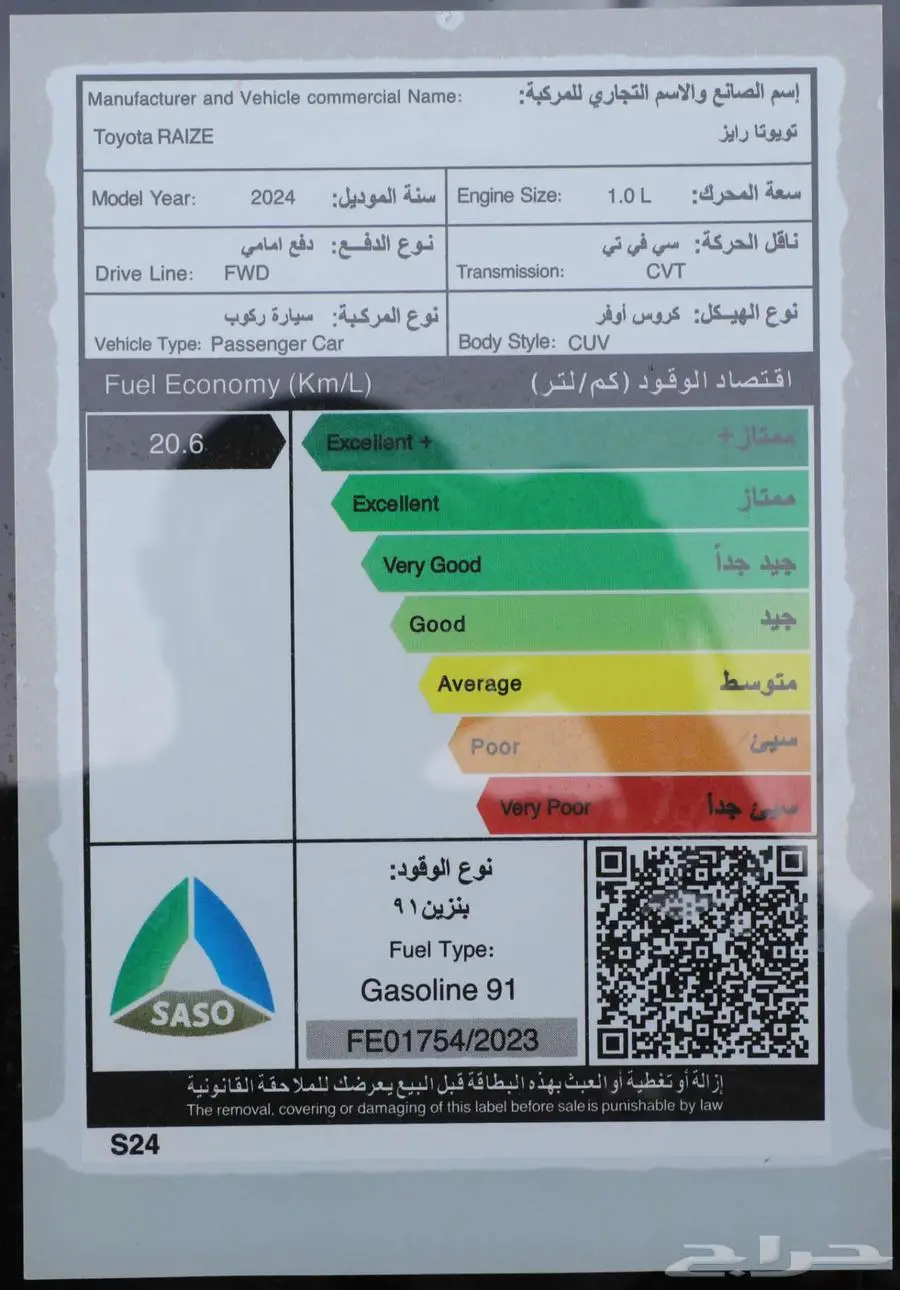 Manufacturer and Vehicle commercial Name: إسم الصانع والاسم التجاري للمركبة:
Toyota RAIZE تويوتا رايز
Model Year: 2024 سنة الموديل:
Engine Size: 1.0 L سعة المحرك:
نوع الدفـع: دفع امامي
Drive Line: FWD
ناقل الحركة: سي في تي
Transmission: CVT
نوع المركبة: سيارة ركوب
Vehicle Type: Passenger Car
نوع الهيكل: كروس أوفر
Body Style: CUV
Fuel Economy (Km/L) اقتصاد الوقود (كم/لتر)
20.6
Excellent + ممتاز +
Excellent ممتاز
Very Good جيد جداً
Good جيد
Average متوسط
Poor سيئ
Very Poor سيئ جداً
SASO
نوع الوقود:
بنزين ٩١
Fuel Type:
Gasoline 91
FE01754/2023
إزالة أو تغطية أو العبث بهذه البطاقة قبل البيع يعرضك للملاحقة القانونية
The removal, covering or damaging of this label before sale is punishable by law
S24
حراج